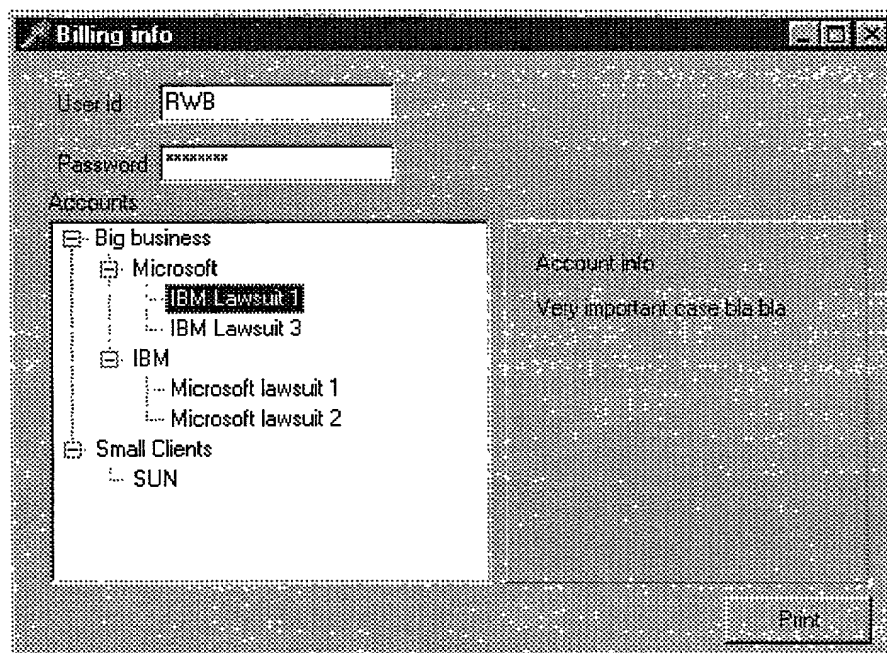 Billing info
User id RWB
Password ********
Accounts
Big business
Microsoft
IBM Lawsuit 1
IBM Lawsuit 3
IBM
Microsoft lawsuit 1
Microsoft lawsuit 2
Small Clients
SUN
Account info
Very important case bla bla
Print